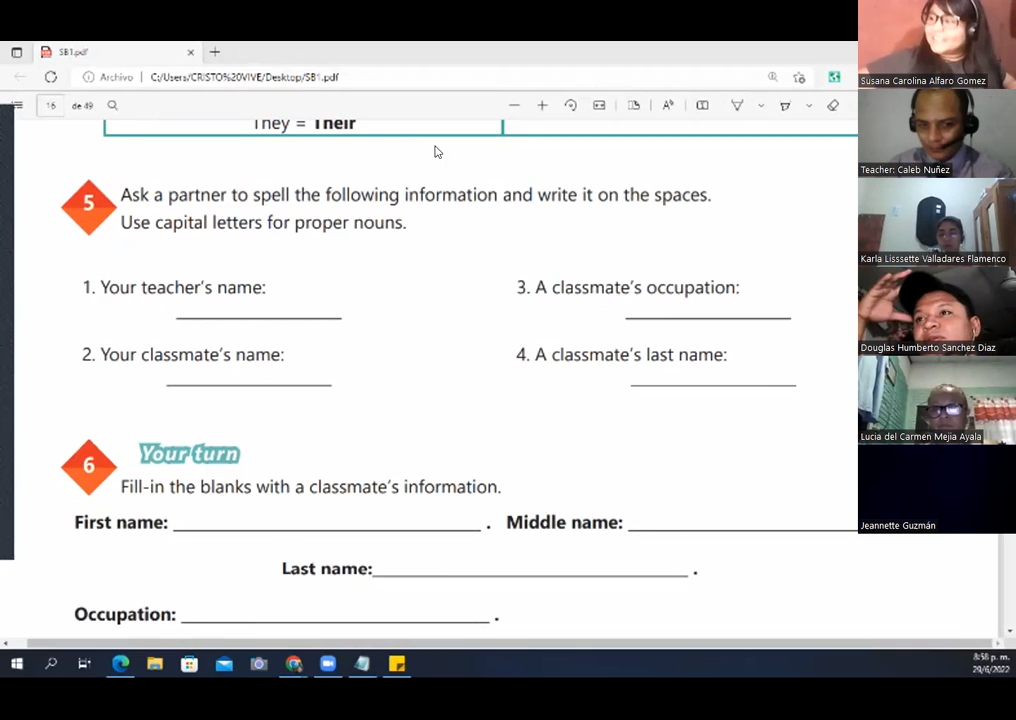 SB1.pdf
Archivo
C:/Users/CRISTO%20VIVE/Desktop/SB1.pdf
16
de 49
They = Their
5
Ask a partner to spell the following information and write it on the spaces.
Use capital letters for proper nouns.
1. Your teacher's name:
3. A classmate's occupation:
2. Your classmate's name:
4. A classmate's last name:
6
Your turn
Fill-in the blanks with a classmate's information.
First name: . Middle name:
Last name: .
Occupation: .
8:58 p. m.
29/6/2022
Susana Carolina Alfaro Gomez
Teacher: Caleb Nuñez
Karla Lisssette Valladares Flamenco
Douglas Humberto Sanchez Diaz
Lucia del Carmen Mejia Ayala
Jeannette Guzmán